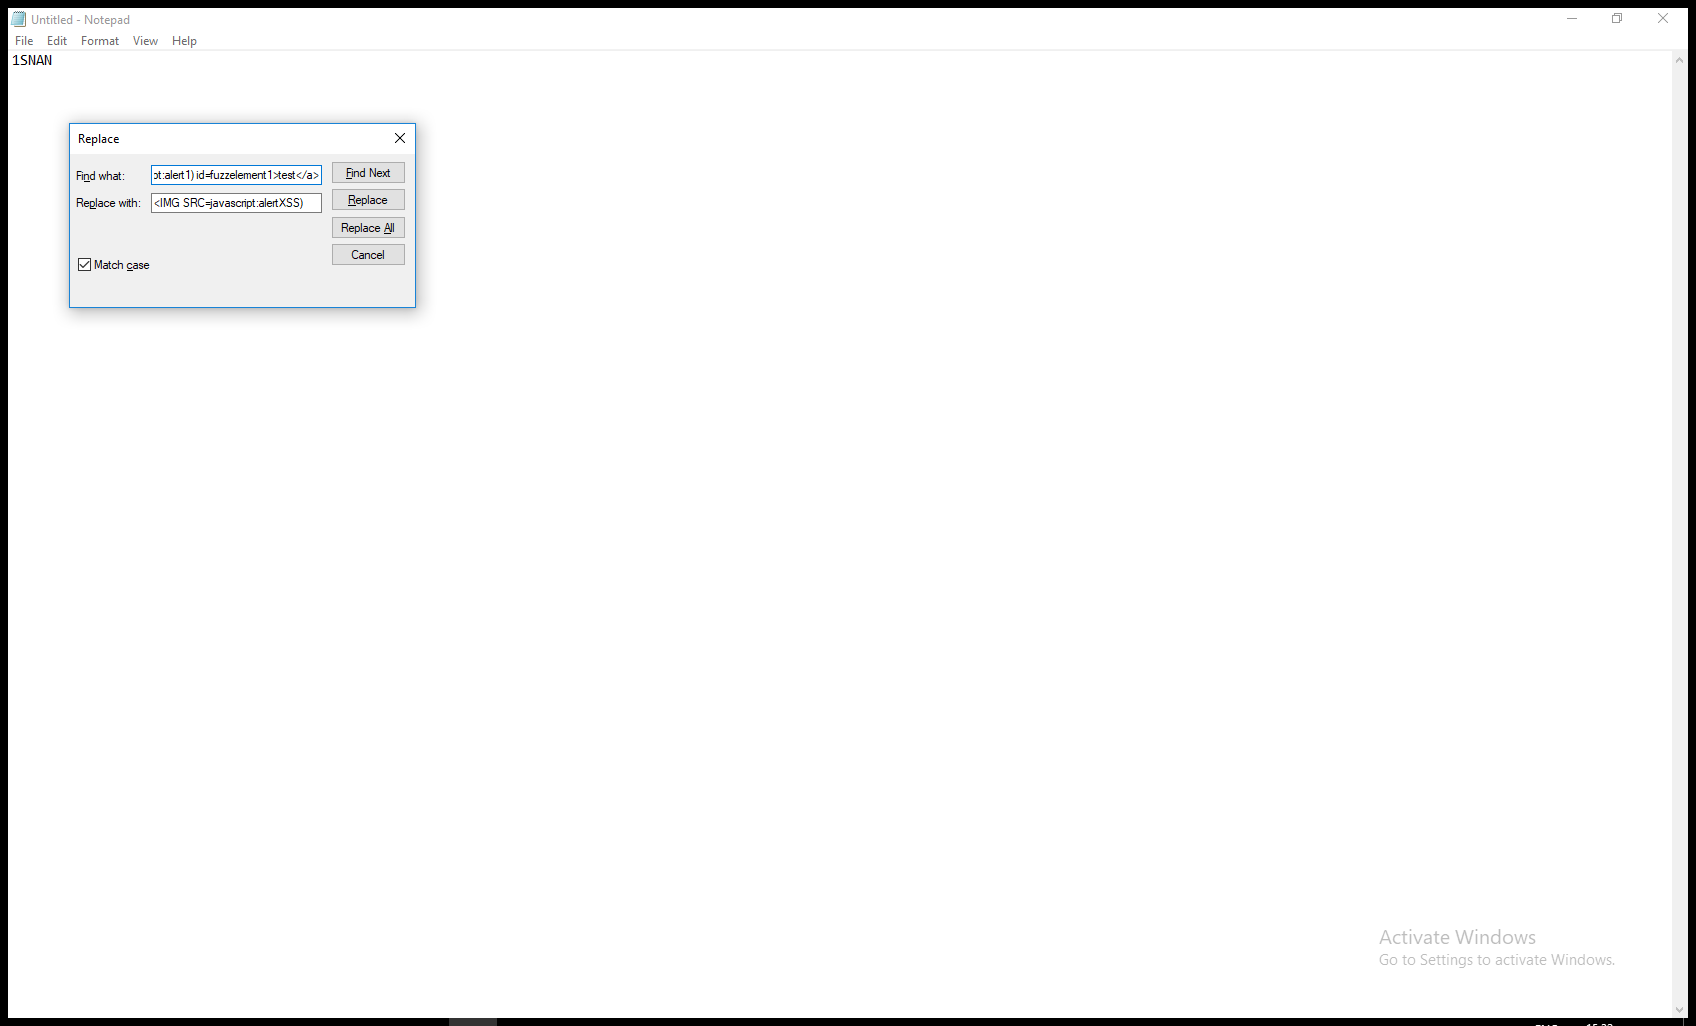 Untitled - Notepad
File Edit Format View Help
1SNAN
Replace
Find what: pt:alert1) id=fuzzelement1>test</a> Find Next
Replace with: <IMG SRC=javascript:alertXSS) Replace
Replace All
Cancel
Match case
Activate Windows
Go to Settings to activate Windows.